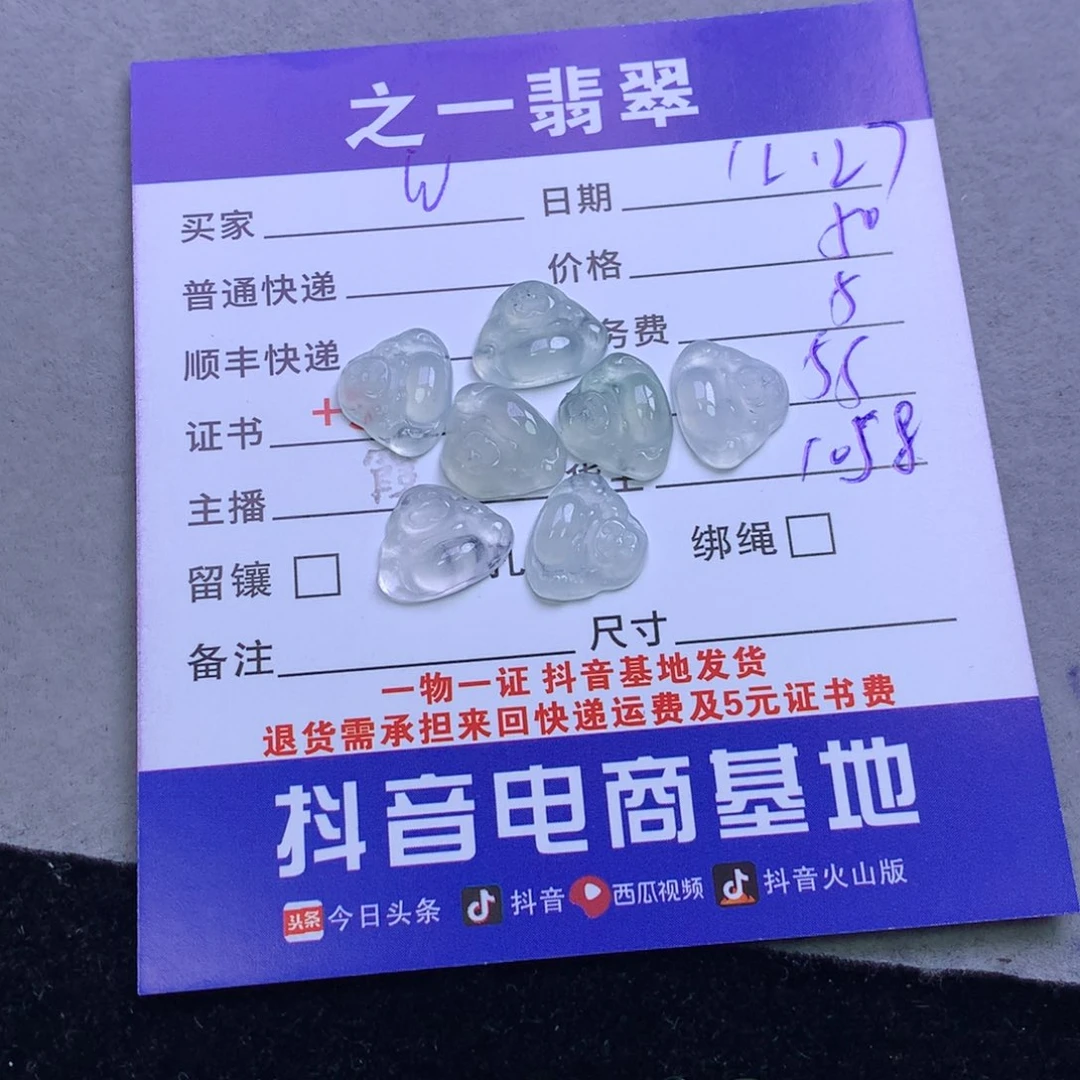 之一翡翠
买家 W 日期 12.27
普通快递 价格 50
顺丰快递 务费 8
证书 + 58
主播 霞 1058
留镶 绑绳
备注 尺寸
一物一证 抖音基地发货
退货需承担来回快递运费及5元证书费
抖音电商基地
头条 今日头条 抖音 西瓜视频 抖音火山版